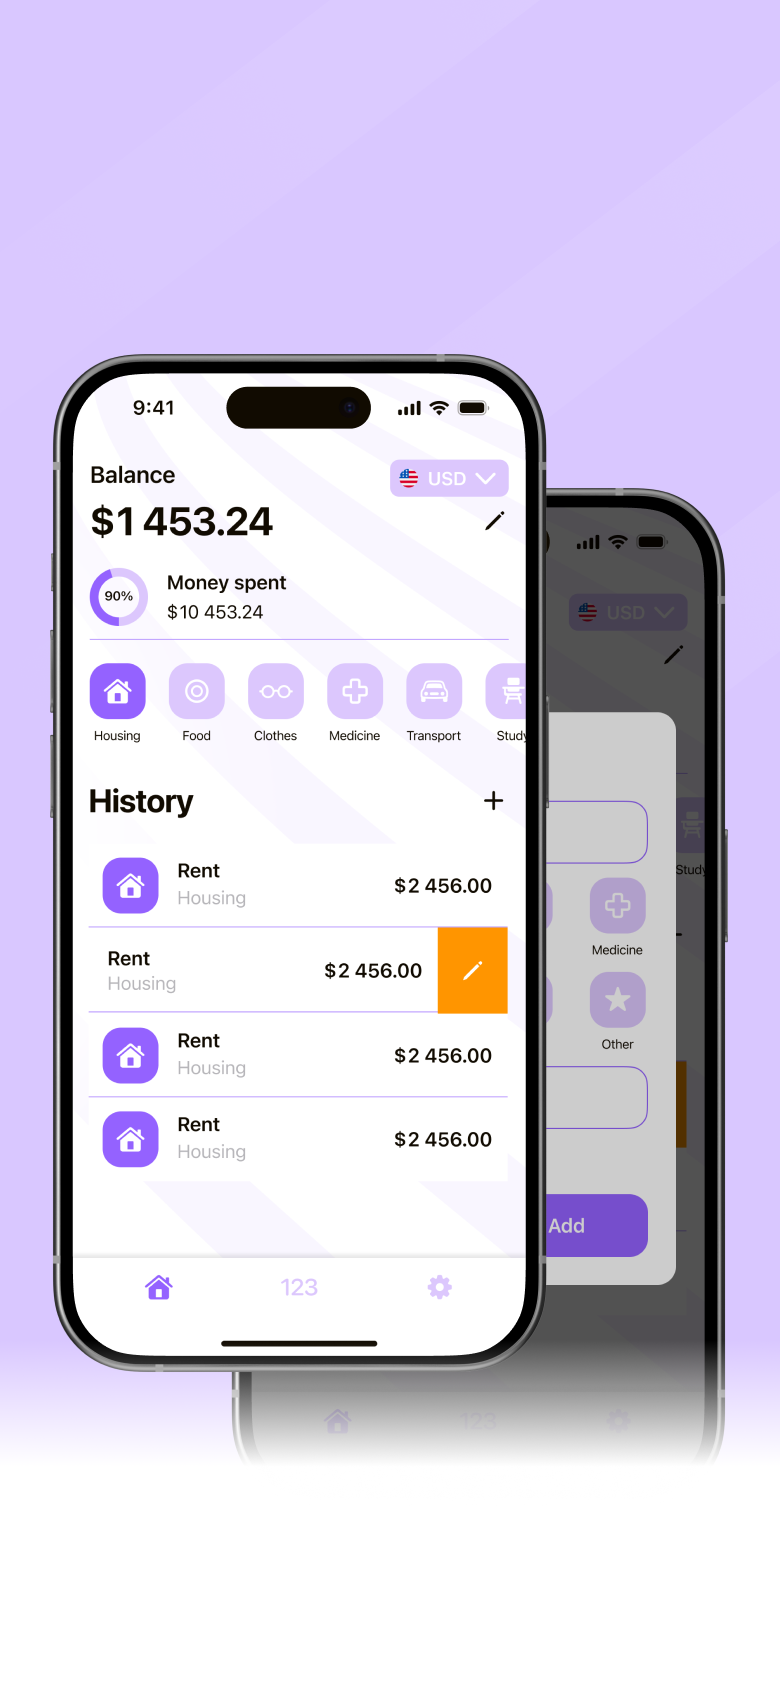 9:41
Balance
USD
$1 453.24
90%
Money spent
$10 453.24
Housing
Food
Clothes
Medicine
Transport
Study
History
Rent
Housing
$2 456.00
Rent
Housing
$2 456.00
Rent
Housing
$2 456.00
Rent
Housing
$2 456.00
123
USD
Study
Medicine
Other
Add
123